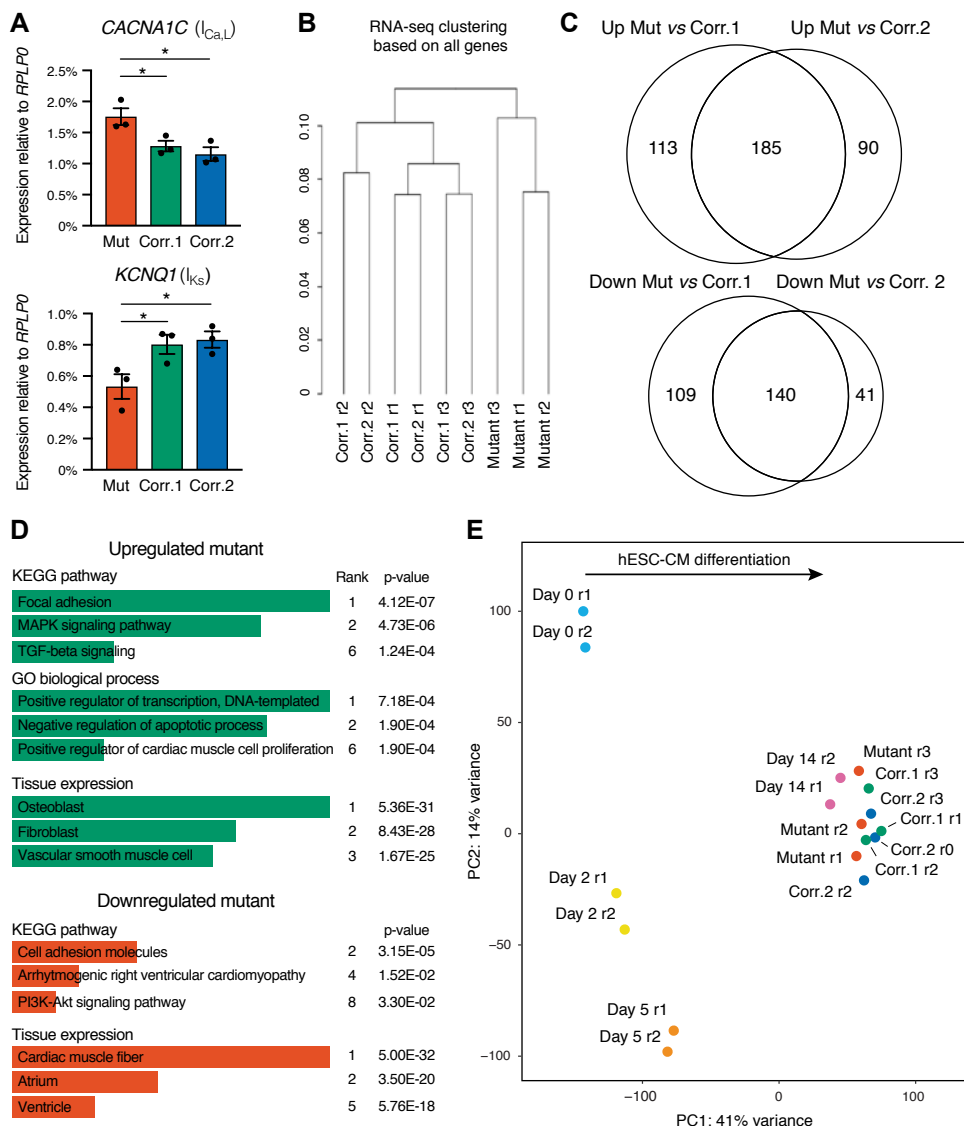 A
CACNA1C (ICa,L)
Expression relative to RPLP0
2.5%
2.0%
1.5%
1.0%
0.5%
0%
*
*
Mut Corr.1 Corr.2
KCNQ1 (IKs)
Expression relative to RPLP0
1.0%
0.8%
0.6%
0.4%
0%
*
*
Mut Corr.1 Corr.2
B
RNA-seq clustering
based on all genes
0.10
0.08
0.06
0.04
0.02
0
Corr.1 r2
Corr.2 r2
Corr.1 r1
Corr.2 r1
Corr.1 r3
Corr.2 r3
Mutant r3
Mutant r1
Mutant r2
C
Up Mut vs Corr.1 Up Mut vs Corr.2
113 185 90
Down Mut vs Corr.1 Down Mut vs Corr. 2
109 140 41
D
Upregulated mutant
KEGG pathway Rank p-value
Focal adhesion 1 4.12E-07
MAPK signaling pathway 2 4.73E-06
TGF-beta signaling 6 1.24E-04
GO biological process
Positive regulator of transcription, DNA-templated 1 7.18E-04
Negative regulation of apoptotic process 2 1.90E-04
Positive regulator of cardiac muscle cell proliferation 6 1.90E-04
Tissue expression
Osteoblast 1 5.36E-31
Fibroblast 2 8.43E-28
Vascular smooth muscle cell 3 1.67E-25
Downregulated mutant
KEGG pathway p-value
Cell adhesion molecules 2 3.15E-05
Arrhytmogenic right ventricular cardiomyopathy 4 1.52E-02
PI3K-Akt signaling pathway 8 3.30E-02
Tissue expression
Cardiac muscle fiber 1 5.00E-32
Atrium 2 3.50E-20
Ventricle 5 5.76E-18
E
hESC-CM differentiation
PC2: 14% variance
100
50
0
−50
−100
Day 0 r1
Day 0 r2
Day 14 r2
Day 14 r1
Mutant r3
Corr.1 r3
Corr.2 r3
Corr.1 r1
Mutant r2
Corr.2 r0
Mutant r1
Corr.1 r2
Corr.2 r2
Day 2 r1
Day 2 r2
Day 5 r1
Day 5 r2
−100 0 100
PC1: 41% variance